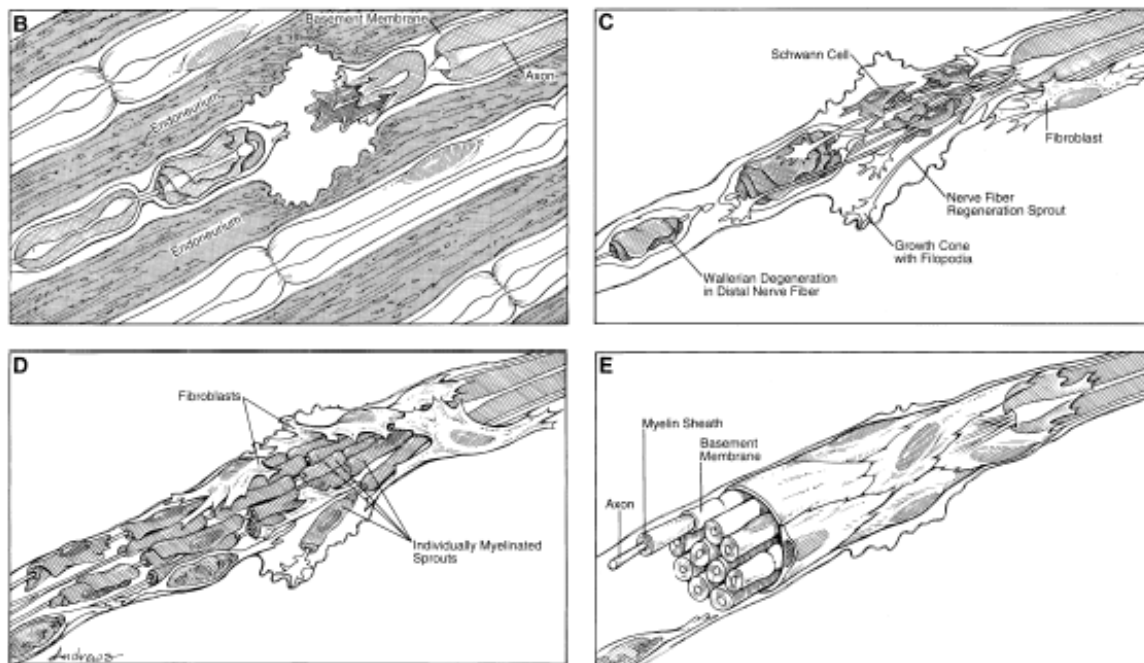 B
Basement Membrane
Axon
Endoneurium
Endoneurium
C
Schwann Cell
Fibroblast
Nerve Fiber
Regeneration Sprout
Growth Cone
with Filopodia
Wallerian Degeneration
in Distal Nerve Fiber
D
Fibroblasts
Individually Myelinated
Sprouts
Andrews
E
Myelin Sheath
Basement
Membrane
Axon